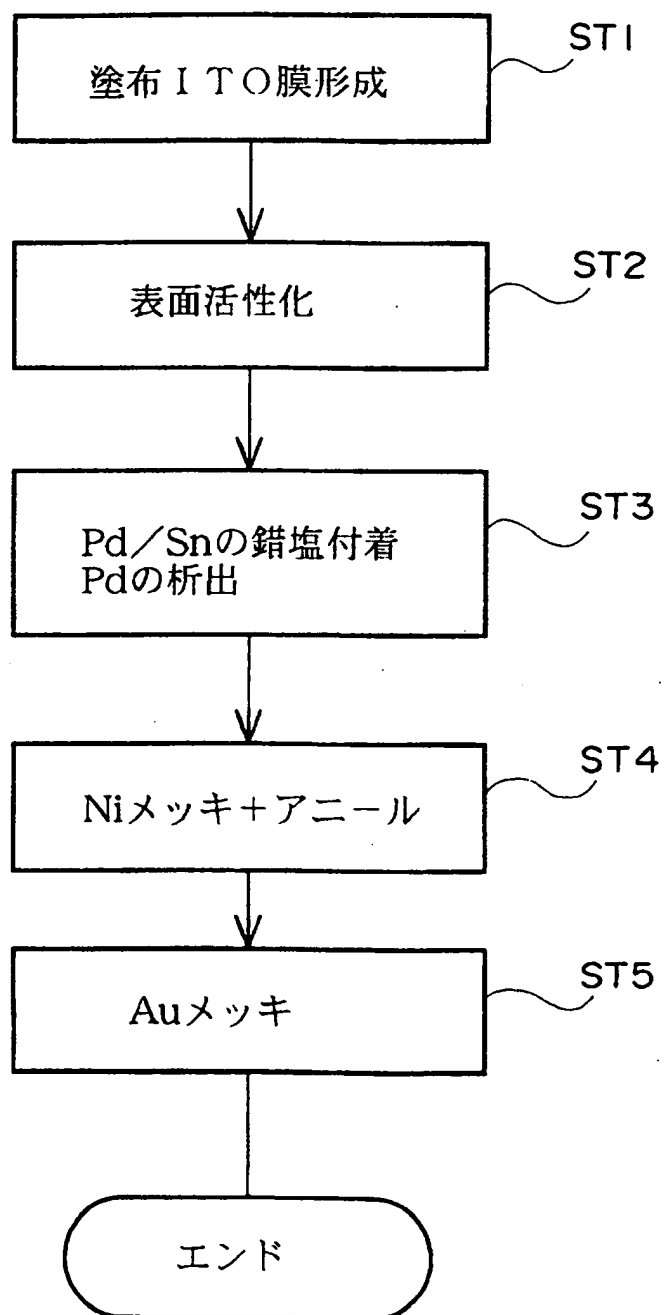 塗布ＩＴＯ膜形成
ST1
表面活性化
ST2
Pd／Snの錯塩付着
Pdの析出
ST3
Niメッキ＋アニール
ST4
Auメッキ
ST5
エンド